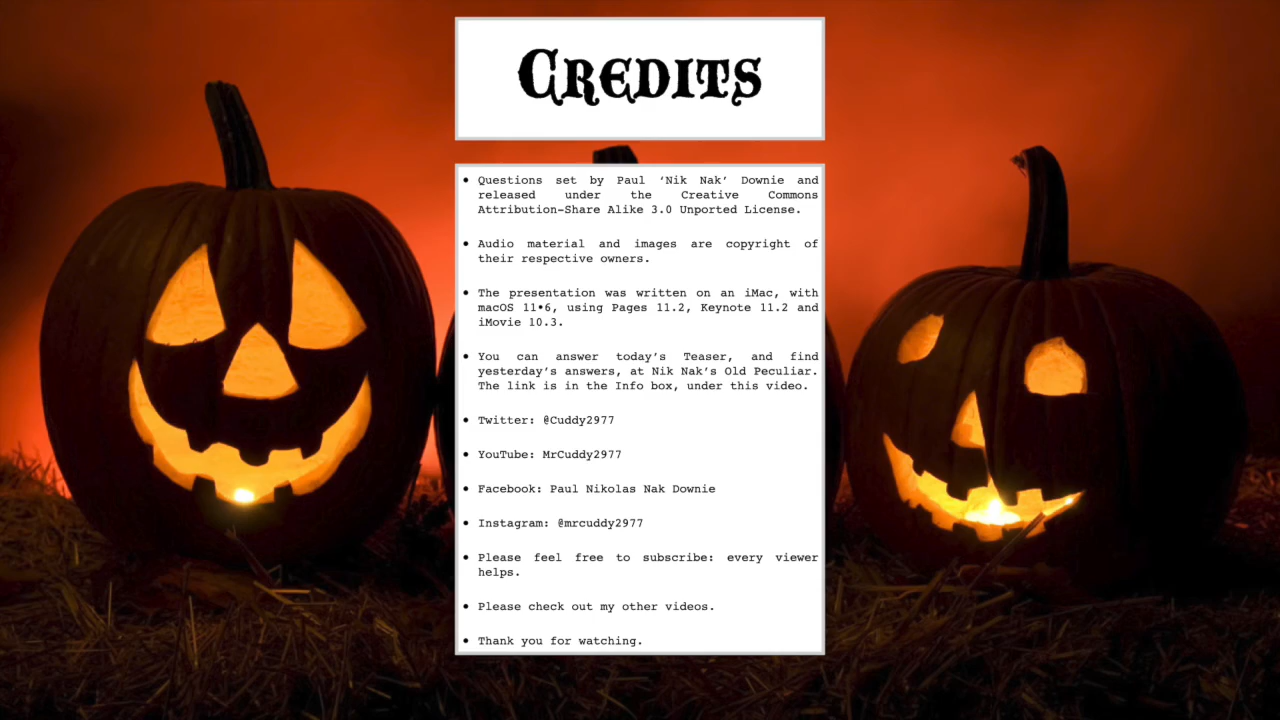 Credits
• Questions set by Paul ‘Nik Nak’ Downie and
released under the Creative Commons
Attribution-Share Alike 3.0 Unported License.
• Audio material and images are copyright of
their respective owners.
• The presentation was written on an iMac, with
macOS 11•6, using Pages 11.2, Keynote 11.2 and
iMovie 10.3.
• You can answer today’s Teaser, and find
yesterday’s answers, at Nik Nak’s Old Peculiar.
The link is in the Info box, under this video.
• Twitter: @Cuddy2977
• YouTube: MrCuddy2977
• Facebook: Paul Nikolas Nak Downie
• Instagram: @mrcuddy2977
• Please feel free to subscribe: every viewer
helps.
• Please check out my other videos.
• Thank you for watching.